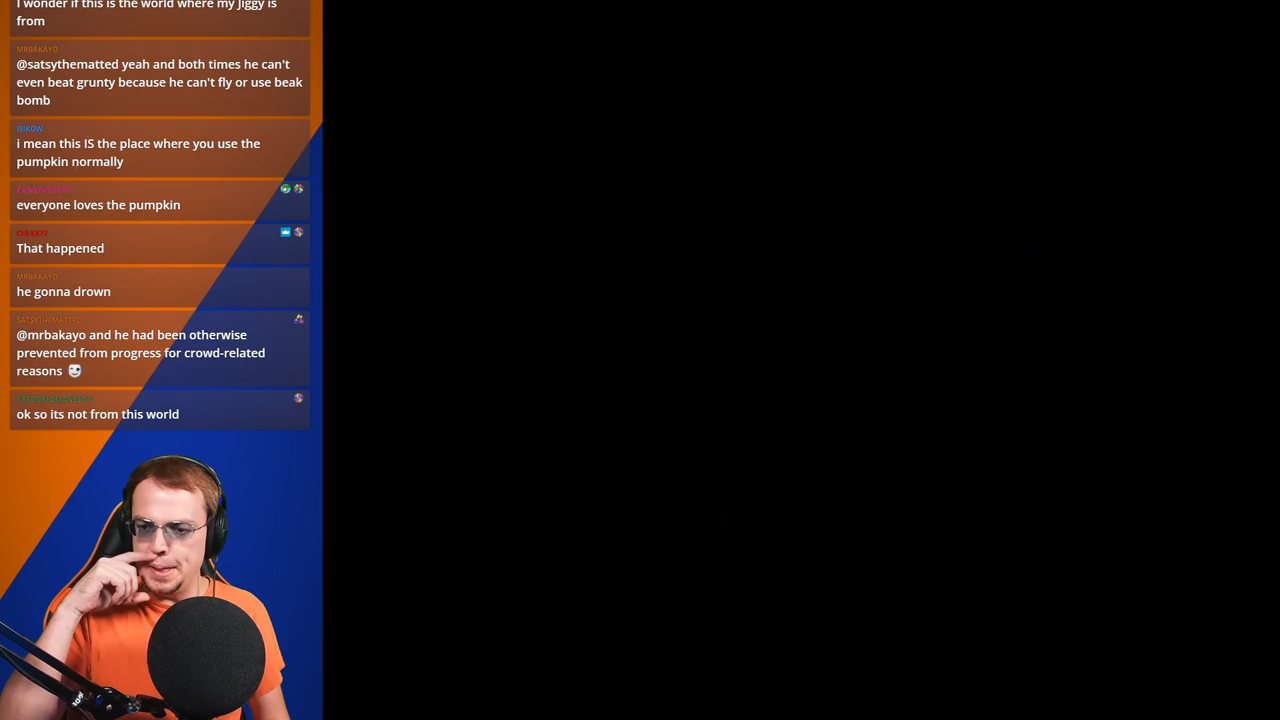 I wonder if this is the world where my Jiggy is
from
MRBAKAYO
@satsythematted yeah and both times he can't
even beat grunty because he can't fly or use beak
bomb
ISIKOW
i mean this IS the place where you use the
pumpkin normally
everyone loves the pumpkin
That happened
MRBAKAYO
he gonna drown
SATSYTHEMATTED
@mrbakayo and he had been otherwise
prevented from progress for crowd-related
reasons
ok so its not from this world